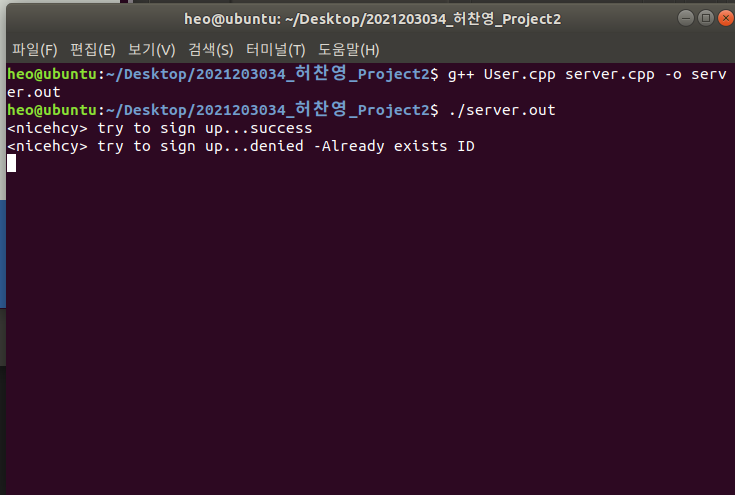 heo@ubuntu: ~/Desktop/2021203034_허찬영_Project2
파일(F) 편집(E) 보기(V) 검색(S) 터미널(T) 도움말(H)
heo@ubuntu:~/Desktop/2021203034_허찬영_Project2$ g++ User.cpp server.cpp -o serv
er.out
heo@ubuntu:~/Desktop/2021203034_허찬영_Project2$ ./server.out
<nicehcy> try to sign up...success
<nicehcy> try to sign up...denied -Already exists ID